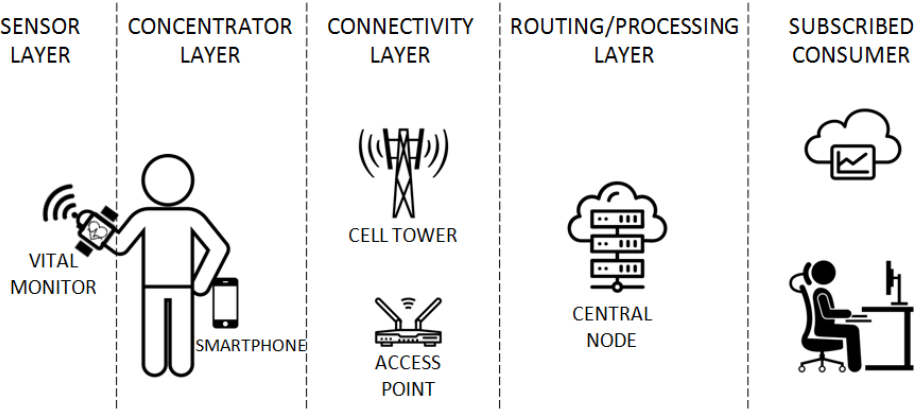 SENSOR
LAYER
CONCENTRATOR
LAYER
CONNECTIVITY
LAYER
ROUTING/PROCESSING
LAYER
SUBSCRIBED
CONSUMER
VITAL
MONITOR
SMARTPHONE
CELL TOWER
ACCESS
POINT
CENTRAL
NODE